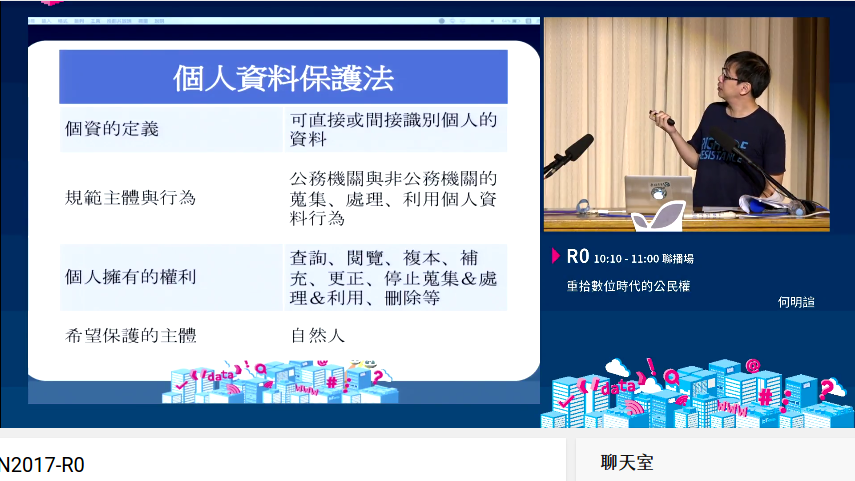 個人資料保護法
個資的定義
可直接或間接識別個人的
資料
規範主體與行為
公務機關與非公務機關的
蒐集、處理、利用個人資
料行為
個人擁有的權利
查詢、閱覽、複本、補
充、更正、停止蒐集&處
理&利用、刪除等
希望保護的主體
自然人
data
www
#
?
R0 10:10 - 11:00 聯播場
重拾數位時代的公民權
何明諠
data
www
#
?
N2017-R0
聊天室